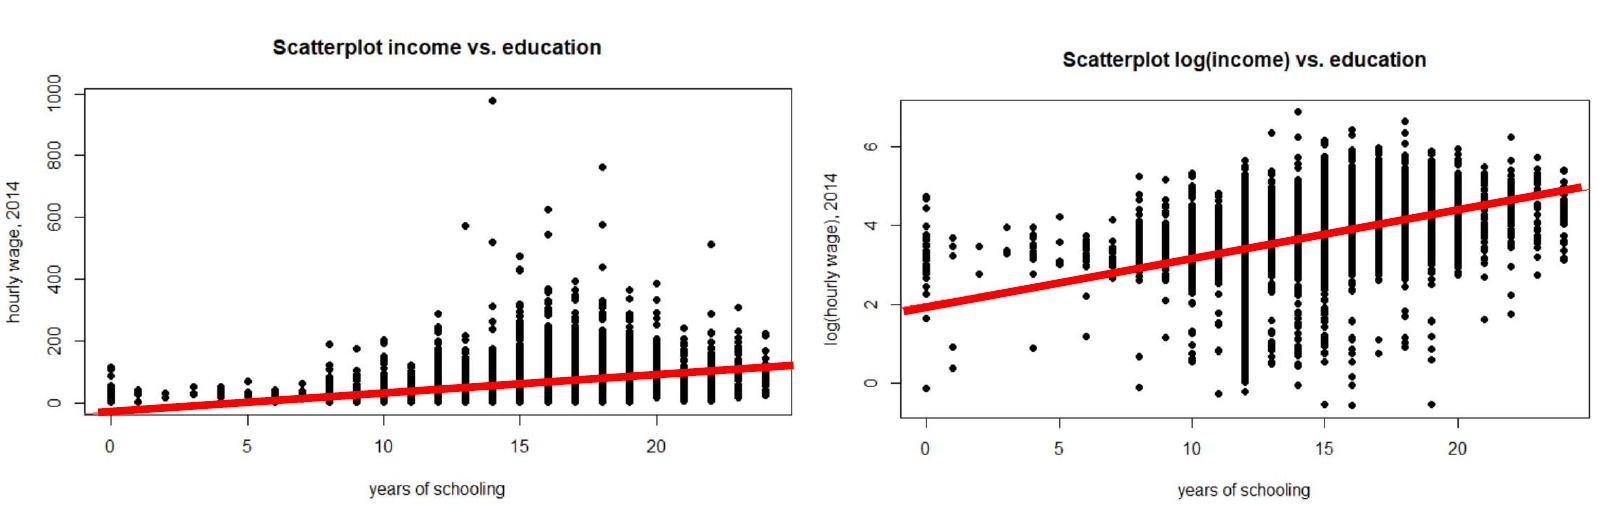 Scatterplot income vs. education
hourly wage, 2014
1000
800
600
400
200
0
0 5 10 15 20
years of schooling
Scatterplot log(income) vs. education
log(hourly wage), 2014
6
4
2
0
0 5 10 15 20
years of schooling